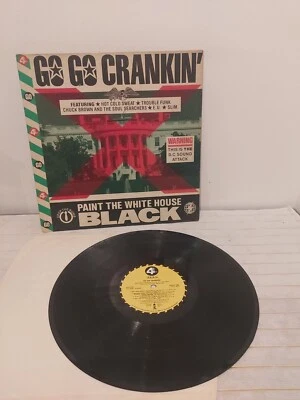 GO GO CRANKIN'
FEATURING ★ HOT COLD SWEAT ★ TROUBLE FUNK
CHUCK BROWN AND THE SOUL SEARCHERS ★ E.U. ★ SLIM
WARNING
THIS IS THE
D.C. SOUND
ATTACK
PAINT THE WHITE HOUSE
BLACK
4